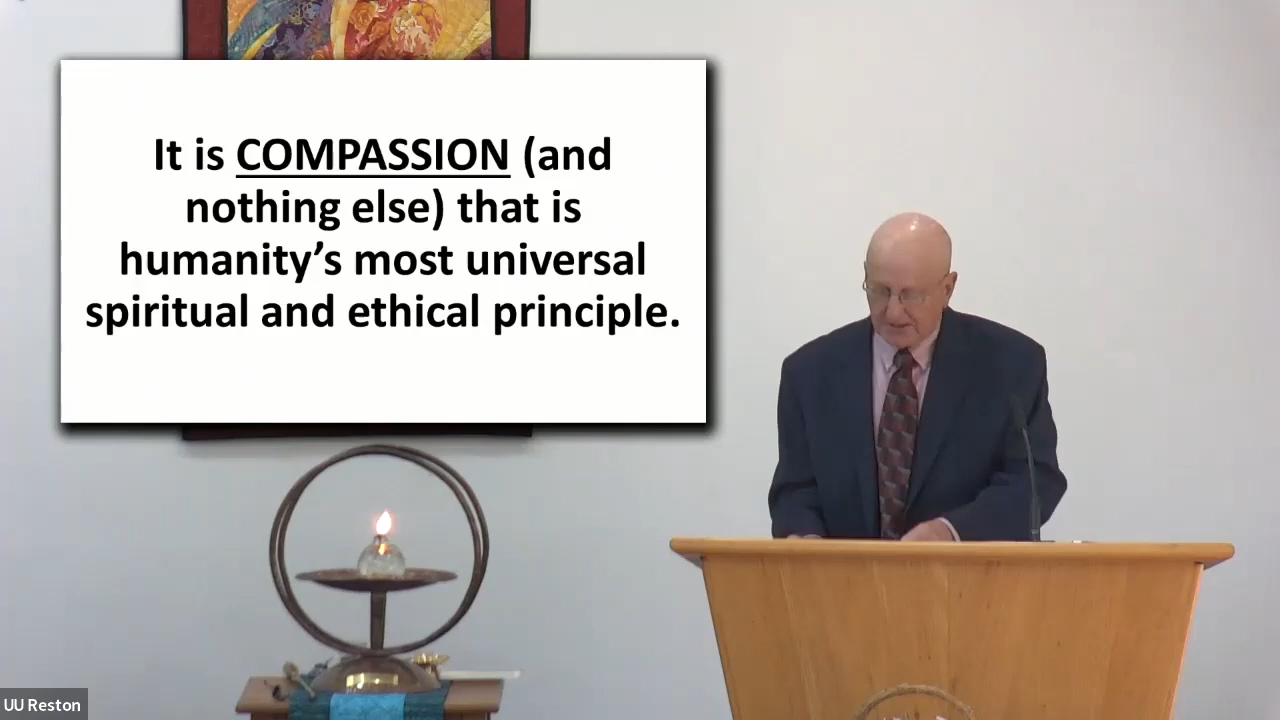 It is COMPASSION (and
nothing else) that is
humanity’s most universal
spiritual and ethical principle.
UU Reston